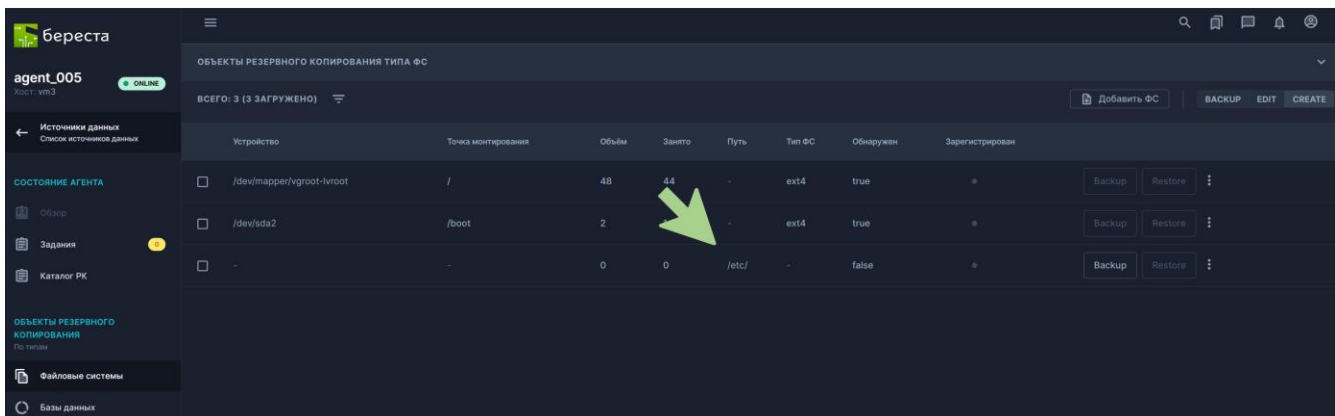 береста
agent_005
ONLINE
Хост: vm3
Источники данных
Список источников данных
СОСТОЯНИЕ АГЕНТА
Обзор
Задания
0
Каталог РК
ОБЪЕКТЫ РЕЗЕРВНОГО
КОПИРОВАНИЯ
По типам
Файловые системы
Базы данных
ОБЪЕКТЫ РЕЗЕРВНОГО КОПИРОВАНИЯ ТИПА ФС
ВСЕГО: 3 (3 ЗАГРУЖЕНО)
Добавить ФС
BACKUP EDIT CREATE
Устройство Точка монтирования Объём Занято Путь Тип ФС Обнаружен Зарегистрирован
/dev/mapper/vgroot-lvroot / 48 44 - ext4 true Backup Restore
/dev/sda2 /boot 2 - ext4 true Backup Restore
- - 0 0 /etc/ - false Backup Restore